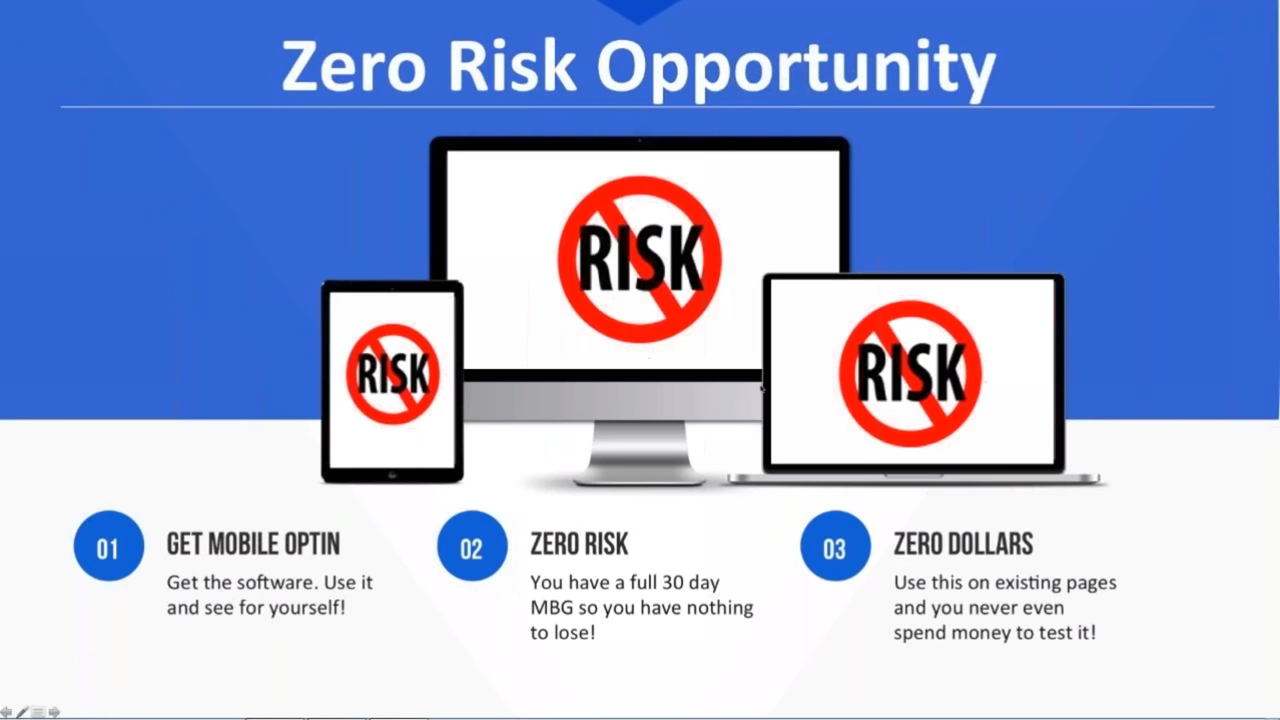 Zero Risk Opportunity
RISK
RISK
RISK
01
GET MOBILE OPTIN
Get the software. Use it
and see for yourself!
02
ZERO RISK
You have a full 30 day
MBG so you have nothing
to lose!
03
ZERO DOLLARS
Use this on existing pages
and you never even
spend money to test it!